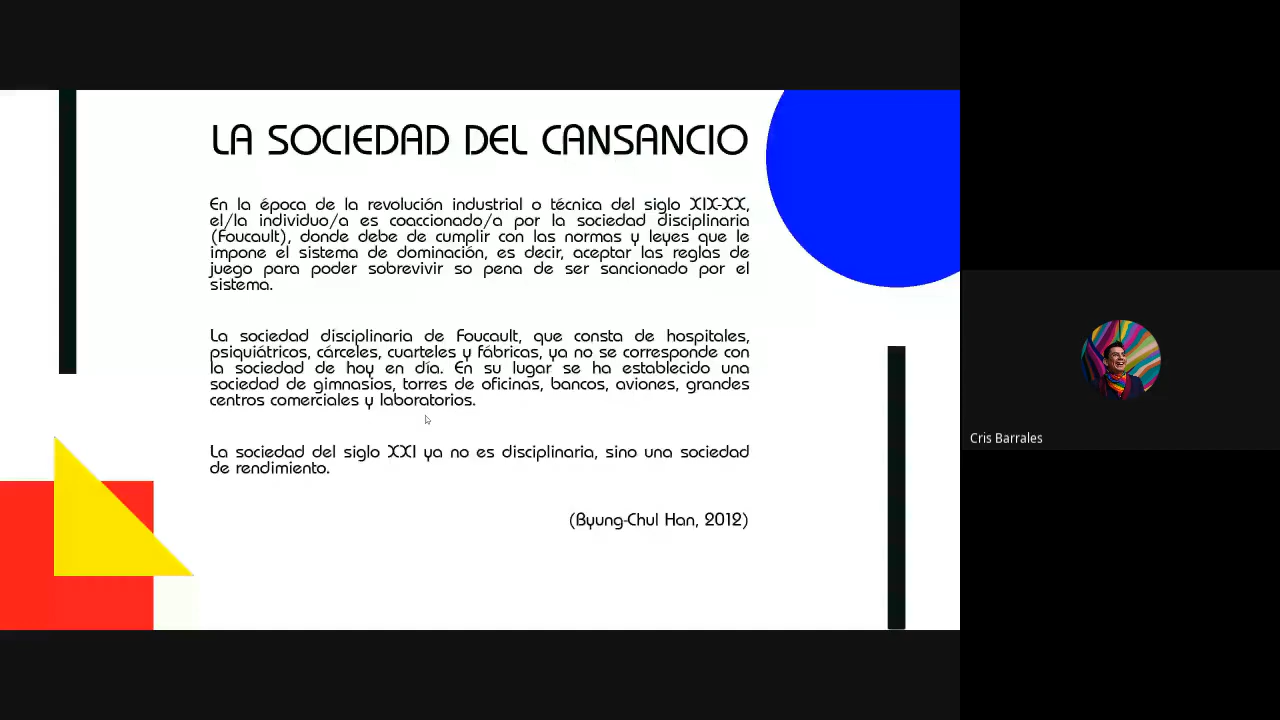 LA SOCIEDAD DEL CANSANCIO
En la época de la revolución industrial o técnica del siglo XIX-XX,
el/la individuo/a es coaccionado/a por la sociedad disciplinaria
(Foucault), donde debe de cumplir con las normas y leyes que le
impone el sistema de dominación, es decir, aceptar las reglas de
juego para poder sobrevivir so pena de ser sancionado por el
sistema.
La sociedad disciplinaria de Foucault, que consta de hospitales,
psiquiátricos, cárceles, cuarteles y fábricas, ya no se corresponde con
la sociedad de hoy en día. En su lugar se ha establecido una
sociedad de gimnasios, torres de oficinas, bancos, aviones, grandes
centros comerciales y laboratorios.
La sociedad del siglo XXI ya no es disciplinaria, sino una sociedad
de rendimiento.
(Byung-Chul Han, 2012)
Cris Barrales